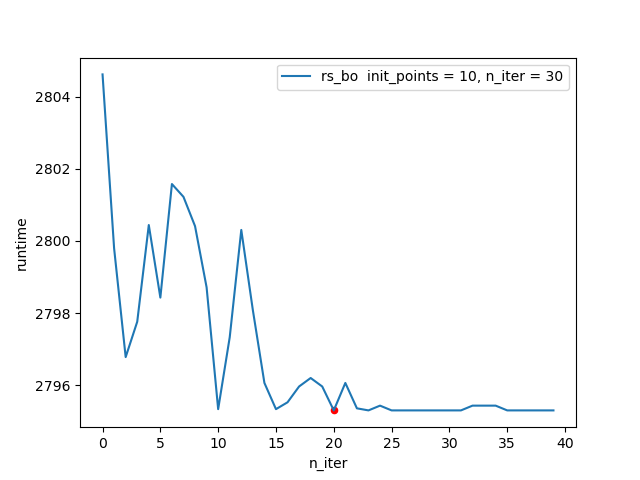 rs_bo  init_points = 10, n_iter = 30
runtime
2804
2802
2800
2798
2796
0 5 10 15 20 25 30 35 40
n_iter